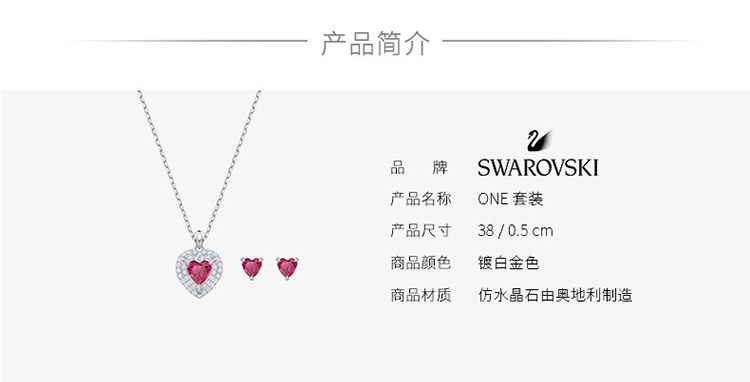 产品简介
品 牌 SWAROVSKI
产品名称 ONE 套装
产品尺寸 38 / 0.5 cm
商品颜色 镀白金色
商品材质 仿水晶石由奥地利制造